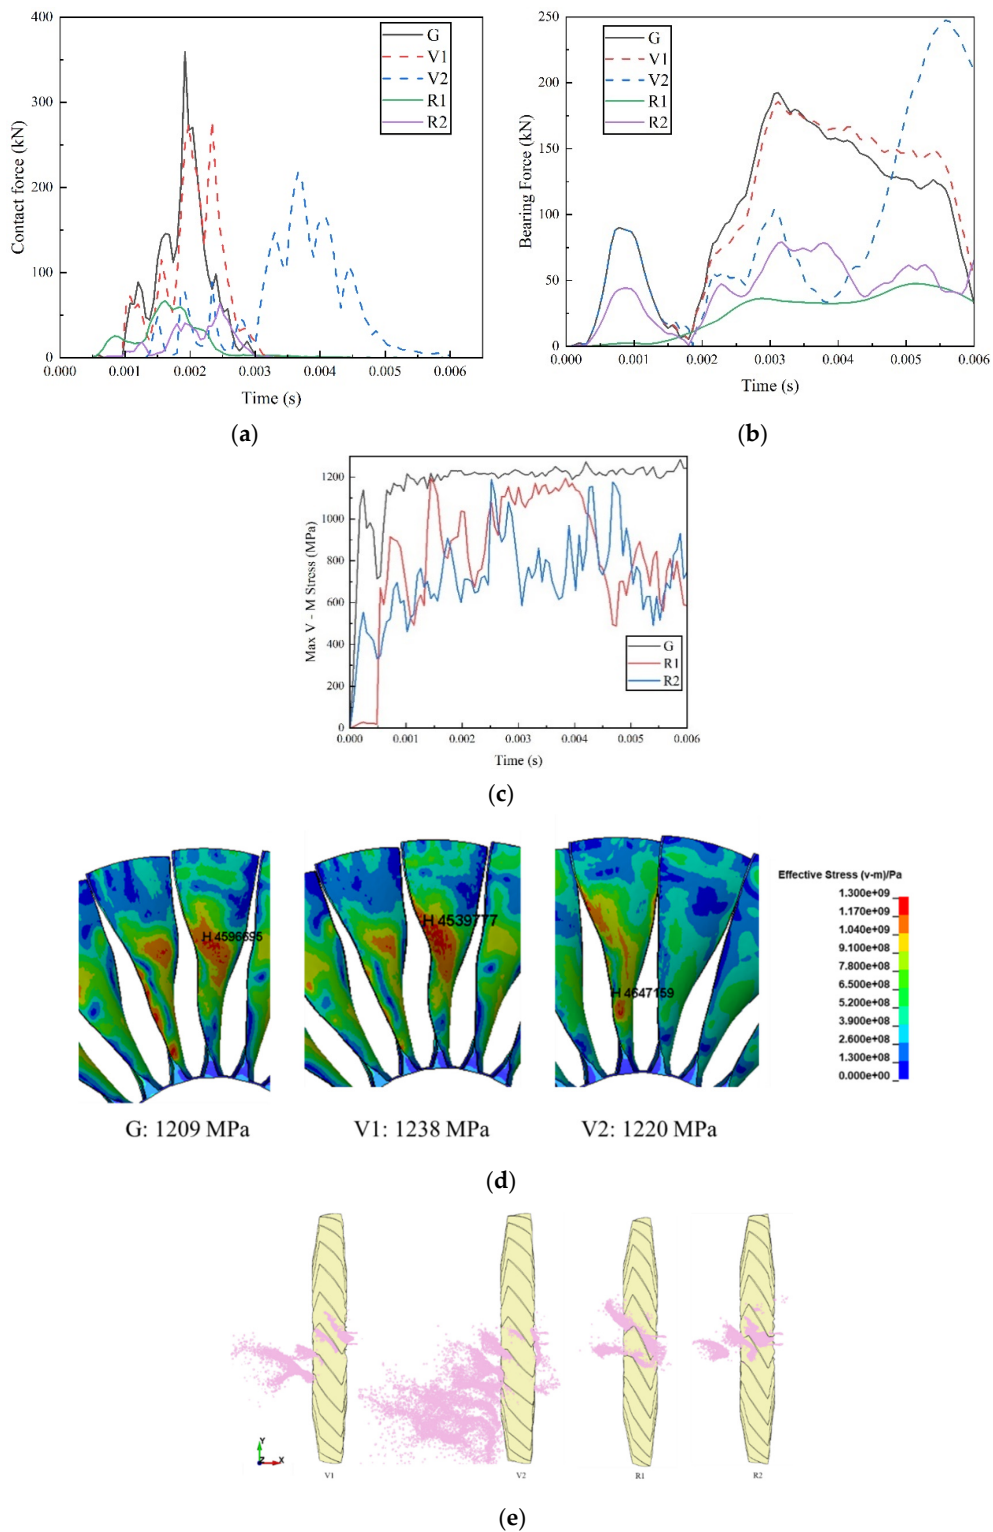 400
300
200
100
0
0.000 0.001 0.002 0.003 0.004 0.005 0.006
Contact force (kN)
Time (s)
G
V1
V2
R1
R2
(a)
250
200
150
100
50
0
0.000 0.001 0.002 0.003 0.004 0.005 0.006
Bearing Force (kN)
Time (s)
G
V1
V2
R1
R2
(b)
1200
1000
800
600
400
200
0
0.000 0.001 0.002 0.003 0.004 0.005 0.006
Max V - M Stress (MPa)
Time (s)
G
R1
R2
(c)
H 4596695
H 4539777
H 4647159
Effective Stress (v-m)/Pa
1.300e+09
1.170e+09
1.040e+09
9.100e+08
7.800e+08
6.500e+08
5.200e+08
3.900e+08
2.600e+08
1.300e+08
0.000e+00
G: 1209 MPa V1: 1238 MPa V2: 1220 MPa
(d)
Y
Z X
V1 V2 R1 R2
(e)